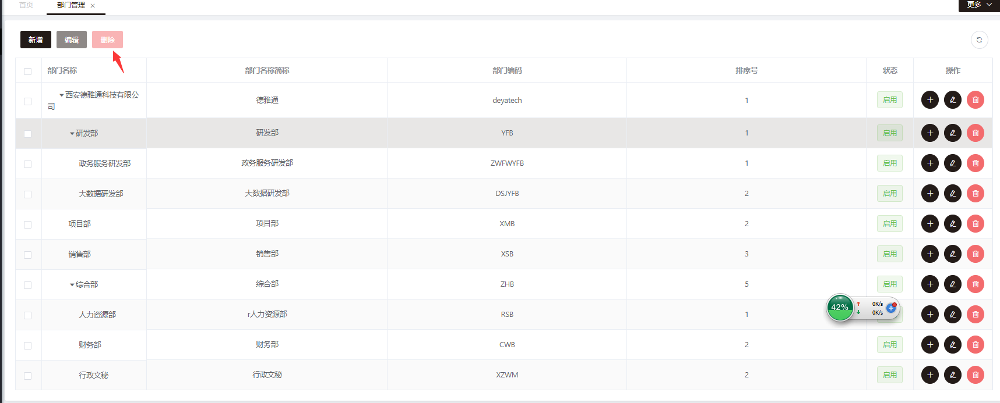 首页 部门管理 × 更多
新增 编辑 删除
部门名称 部门名称简称 部门编码 排序号 状态 操作
西安德雅通科技有限公
司 德雅通 deyatech 1 启用
研发部 研发部 YFB 1 启用
政务服务研发部 政务服务研发部 ZWFWYFB 1 启用
大数据研发部 大数据研发部 DSJYFB 2 启用
项目部 项目部 XMB 2 启用
销售部 销售部 XSB 3 启用
综合部 综合部 ZHB 5 启用
42% 0K/s
0K/s
人力资源部 r人力资源部 RSB 1
财务部 财务部 CWB 2 启用
行政文秘 行政文秘 XZWM 2 启用